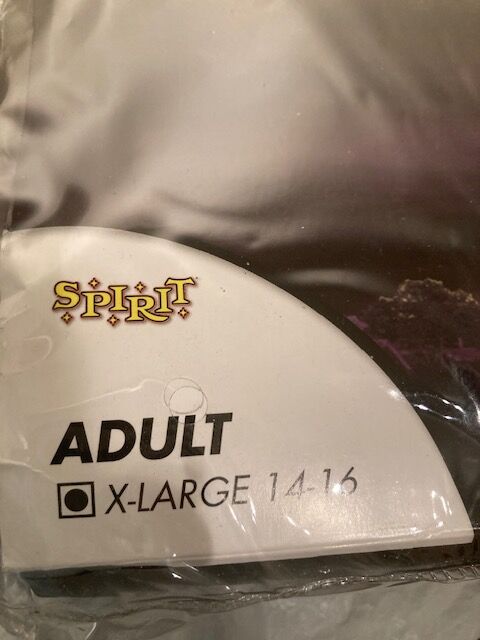 SPIRIT
ADULT
X-LARGE 14-16